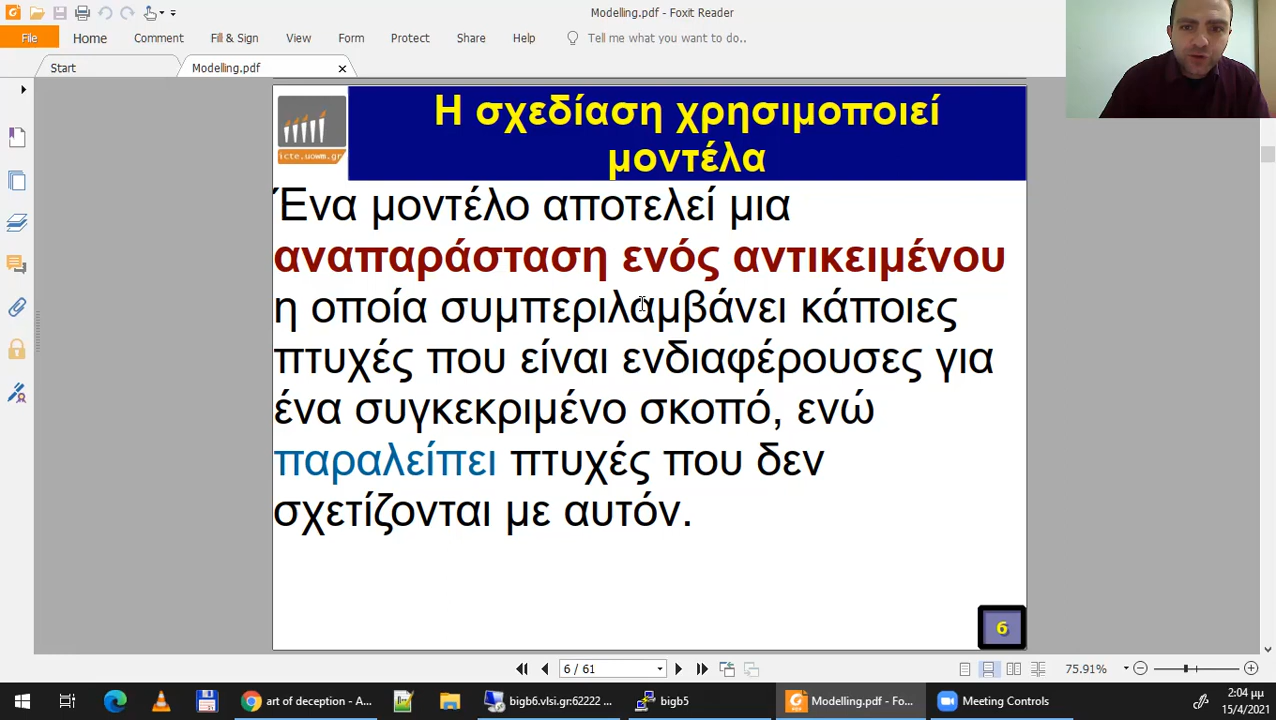 Modelling.pdf - Foxit Reader
File Home Comment Fill & Sign View Form Protect Share Help Tell me what you want to do..
Start Modelling.pdf
icte.uowm.gr
Η σχεδίαση χρησιμοποιεί
μοντέλα
Ένα μοντέλο αποτελεί μια
αναπαράσταση ενός αντικειμένου
η οποία συμπεριλαμβάνει κάποιες
πτυχές που είναι ενδιαφέρουσες για
ένα συγκεκριμένο σκοπό, ενώ
παραλείπει πτυχές που δεν
σχετίζονται με αυτόν.
6
6 / 61 75.91%
art of deception - A... bigb6.vlsi.gr:62222 ... bigb5 Modelling.pdf - Fo... Meeting Controls
2:04 μμ
15/4/2021